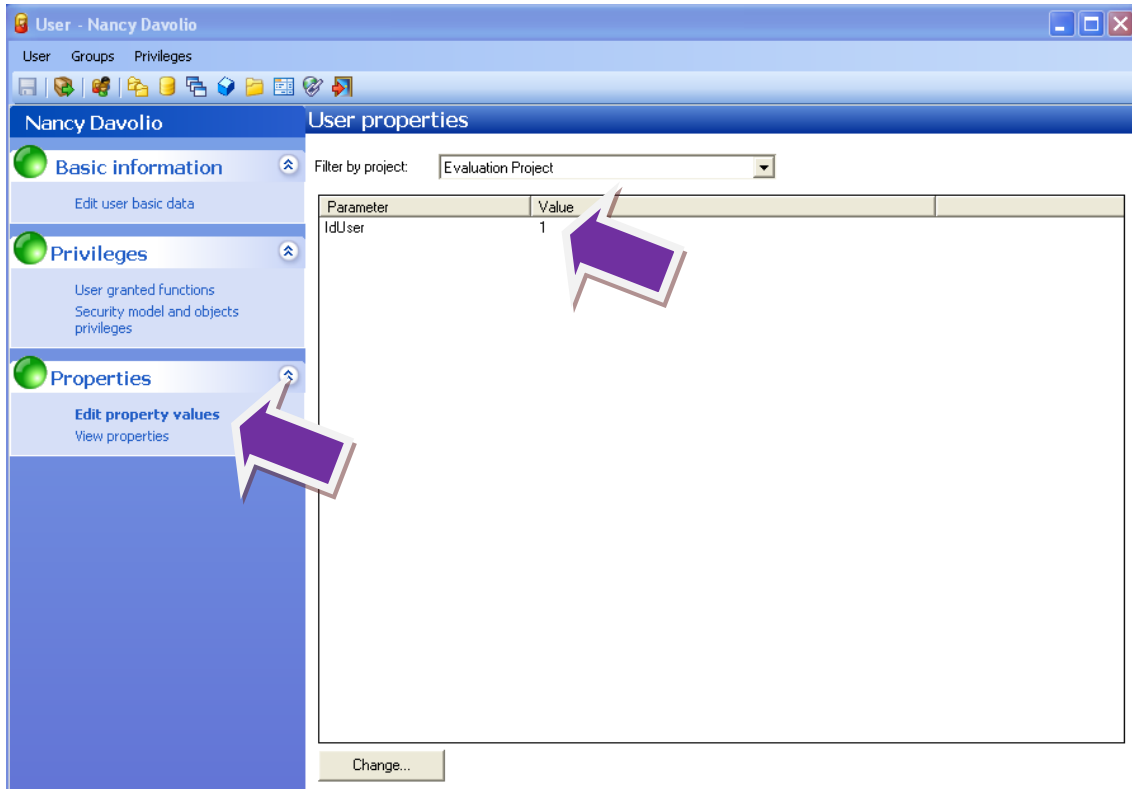 User - Nancy Davolio
User Groups Privileges
Nancy Davolio
User properties
Basic information
Edit user basic data
Privileges
User granted functions
Security model and objects
privileges
Properties
Edit property values
View properties
Filter by project: Evaluation Project
Parameter Value
IdUser 1
Change...